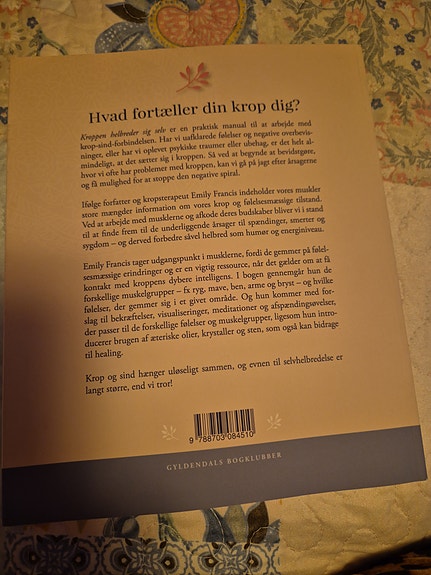 Hvad fortæller din krop dig?
Kroppen helbreder sig selv er en praktisk manual til at arbejde med
krop-sind-forbindelsen. Har vi uafklarede følelser og negative overbevis-
ninger, eller har vi oplevet psykiske traumer eller ubehag, er det helt al-
mindeligt, at det sætter sig i kroppen. Så ved at begynde at bevidstgøre,
hvor vi ofte har problemer med kroppen, kan vi gå på jagt efter årsagerne
og få mulighed for at stoppe den negative spiral.
Ifølge forfatter og kropsterapeut Emily Francis indeholder vores muskler
store mængder information om vores krop og følelsesmæssige tilstand.
Ved at arbejde med musklerne og afkode deres budskaber bliver vi i stand
til at finde frem til de underliggende årsager til spændinger, smerter og
sygdom – og derved forbedre såvel helbred som humør og energiniveau.
Emily Francis tager udgangspunkt i musklerne, fordi de gemmer på følel-
sesmæssige erindringer og er en vigtig ressource, når det gælder om at få
kontakt med kroppens dybere intelligens. I bogen gennemgår hun de
forskellige muskelgrupper – fx ryg, mave, ben, arme og bryst – og hvilke
følelser, der gemmer sig i et givet område. Og hun kommer med for-
slag til bekræftelser, visualiseringer, meditationer og afspændingsøvelser,
der passer til de forskellige følelser og muskelgrupper, ligesom hun intro-
ducerer brugen af æteriske olier, krystaller og sten, som også kan bidrage
til healing.
Krop og sind hænger uløseligt sammen, og evnen til selvhelbredelse er
langt større, end vi tror!
9 788703 084510
GYLDENDALS BOGKLUBBER